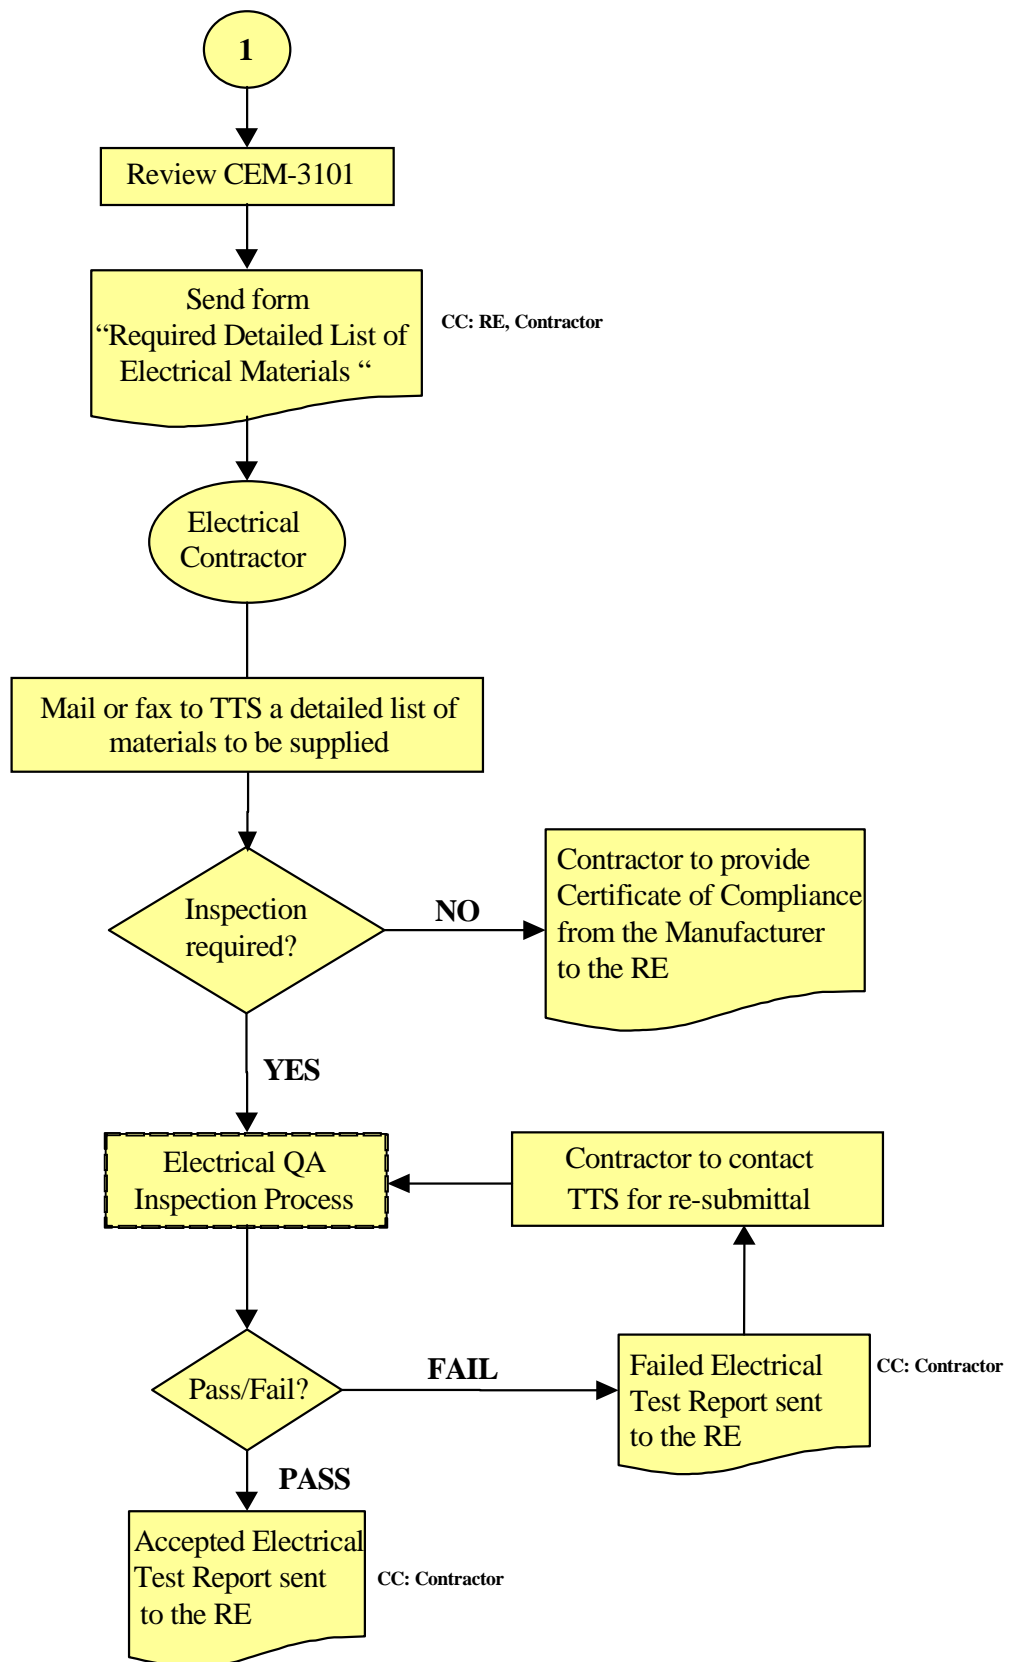 1
Review CEM-3101
Send form
“Required Detailed List of
Electrical Materials “
CC: RE, Contractor
Electrical
Contractor
Mail or fax to TTS a detailed list of
materials to be supplied
Inspection
required?
NO
Contractor to provide
Certificate of Compliance
from the Manufacturer
to the RE
YES
Electrical QA
Inspection Process
Contractor to contact
TTS for re-submittal
Pass/Fail?
FAIL
Failed Electrical
Test Report sent
to the RE
CC: Contractor
PASS
Accepted Electrical
Test Report sent
to the RE
CC: Contractor